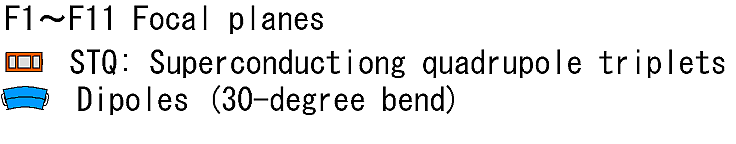 F1～F11 Focal planes
STQ: Superconductiong quadrupole triplets
Dipoles (30-degree bend)